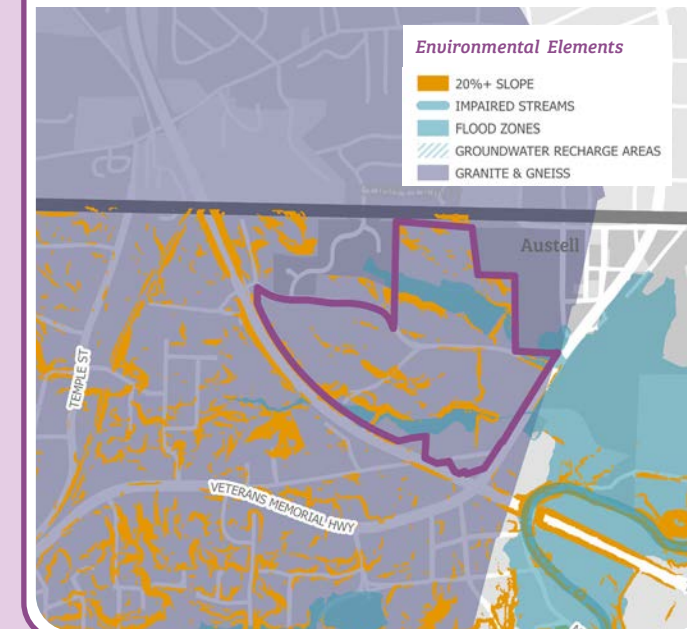 Environmental Elements
20%+ SLOPE
IMPAIRED STREAMS
FLOOD ZONES
GROUNDWATER RECHARGE AREAS
GRANITE & GNEISS
Austell
TEMPLE ST
VETERANS MEMORIAL HWY